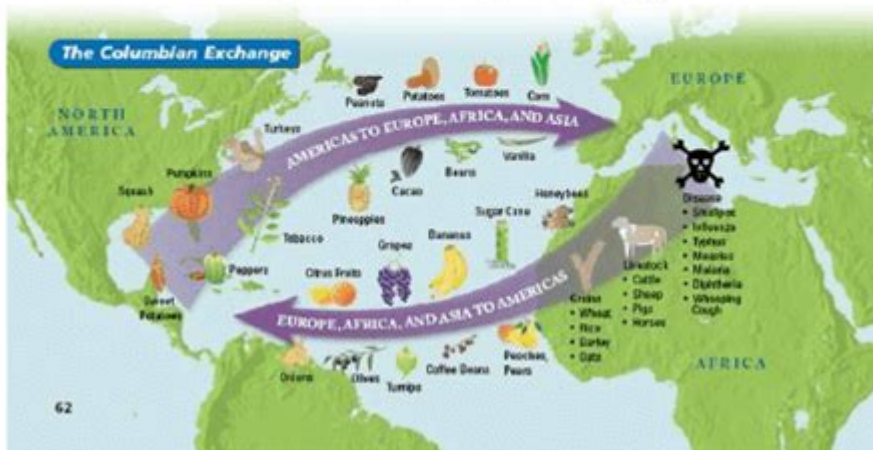 The Columbian Exchange
NORTH
AMERICA
EUROPE
AFRICA
AMERICAS TO EUROPE, AFRICA, AND ASIA
Peanuts
Potatoes
Tomatoes
Corn
Turkeys
Pumpkins
Squash
Sweet
Potatoes
Peppers
Tobacco
Pineapples
Cacao
Beans
Vanilla
EUROPE, AFRICA, AND ASIA TO AMERICAS
Citrus Fruits
Grapes
Bananas
Sugar Cane
Honeybees
Onions
Olives
Turnips
Coffee Beans
Peaches,
Pears
Grains
• Wheat
• Rice
• Barley
• Oats
Livestock
• Cattle
• Sheep
• Pigs
• Horses
Disease
• Smallpox
• Influenza
• Typhus
• Measles
• Malaria
• Diphtheria
• Whooping
Cough
62